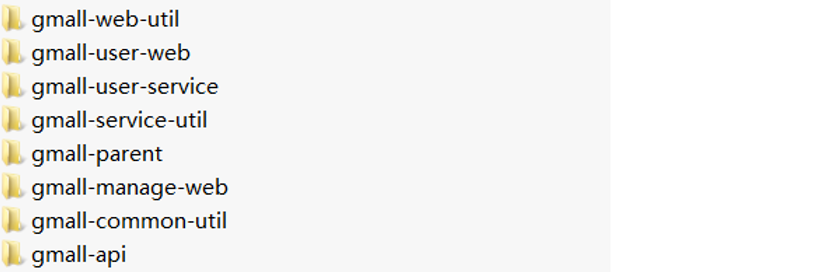 gmall-web-util
gmall-user-web
gmall-user-service
gmall-service-util
gmall-parent
gmall-manage-web
gmall-common-util
gmall-api